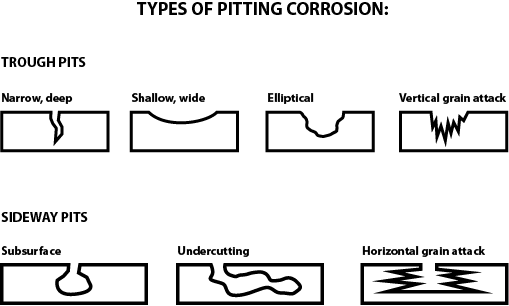 TYPES OF PITTING CORROSION:
TROUGH PITS
Narrow, deep
Shallow, wide
Elliptical
Vertical grain attack
SIDEWAY PITS
Subsurface
Undercutting
Horizontal grain attack